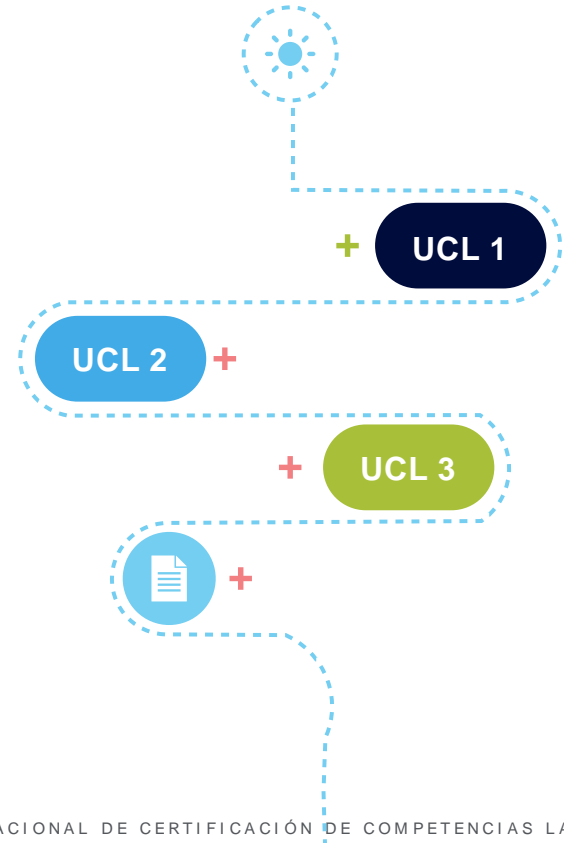 UCL 1
UCL 2
UCL 3
ACIONAL DE CERTIFICACIÓN DE COMPETENCIAS LA